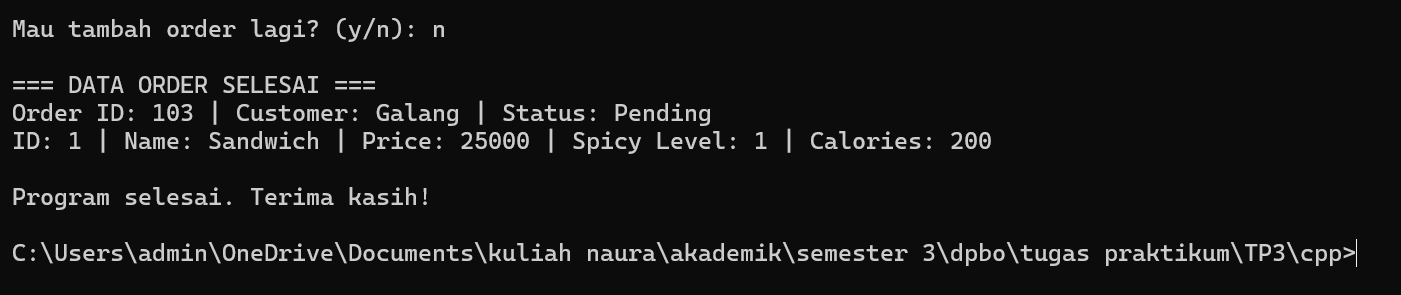 Mau tambah order lagi? (y/n): n
=== DATA ORDER SELESAI ===
Order ID: 103 | Customer: Galang | Status: Pending
ID: 1 | Name: Sandwich | Price: 25000 | Spicy Level: 1 | Calories: 200
Program selesai. Terima kasih!
C:\Users\admin\OneDrive\Documents\kuliah naura\akademik\semester 3\dpbo\tugas praktikum\TP3\cpp>